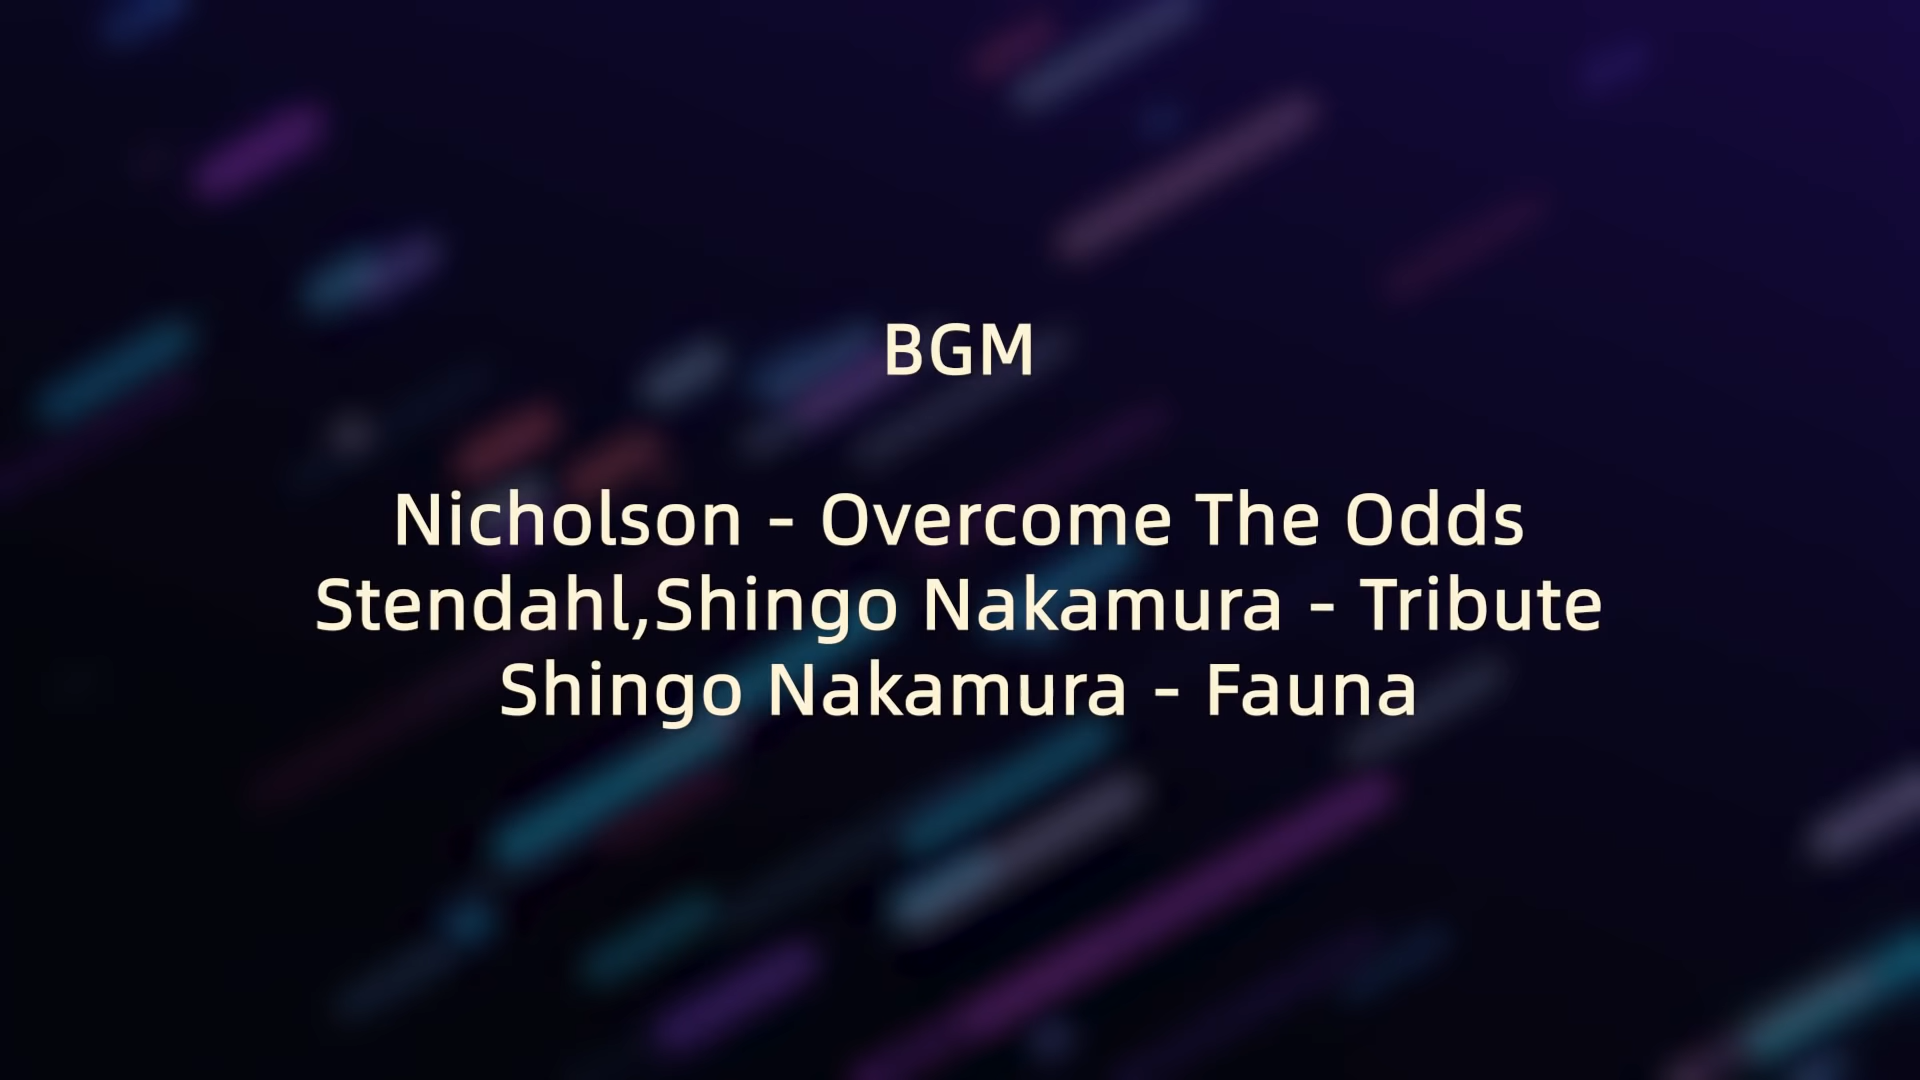 BGM
Nicholson - Overcome The Odds
Stendahl,Shingo Nakamura - Tribute
Shingo Nakamura - Fauna